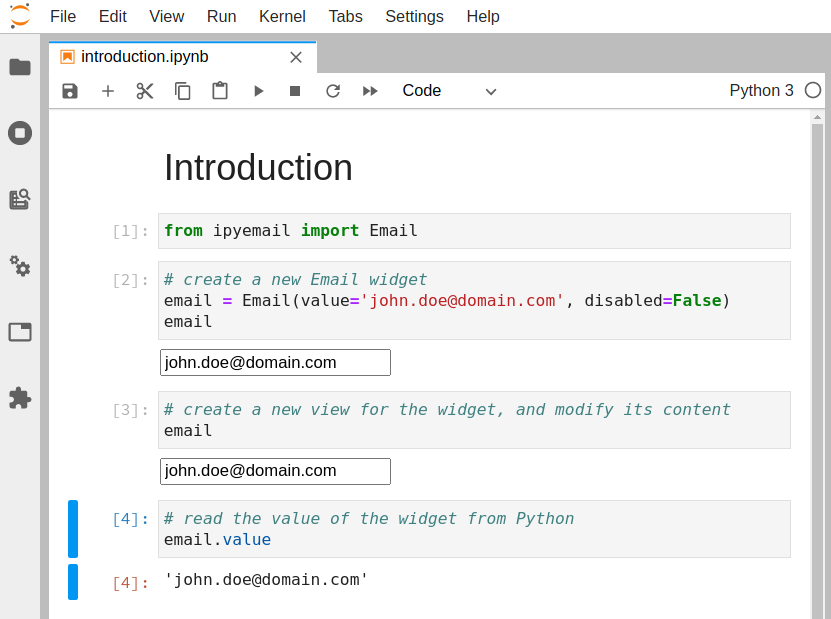 File Edit View Run Kernel Tabs Settings Help
introduction.ipynb
Code Python 3
Introduction
[1]: from ipyemail import Email
[2]: # create a new Email widget
email = Email(value='john.doe@domain.com', disabled=False)
email
john.doe@domain.com
[3]: # create a new view for the widget, and modify its content
email
john.doe@domain.com
[4]: # read the value of the widget from Python
email.value
[4]: 'john.doe@domain.com'